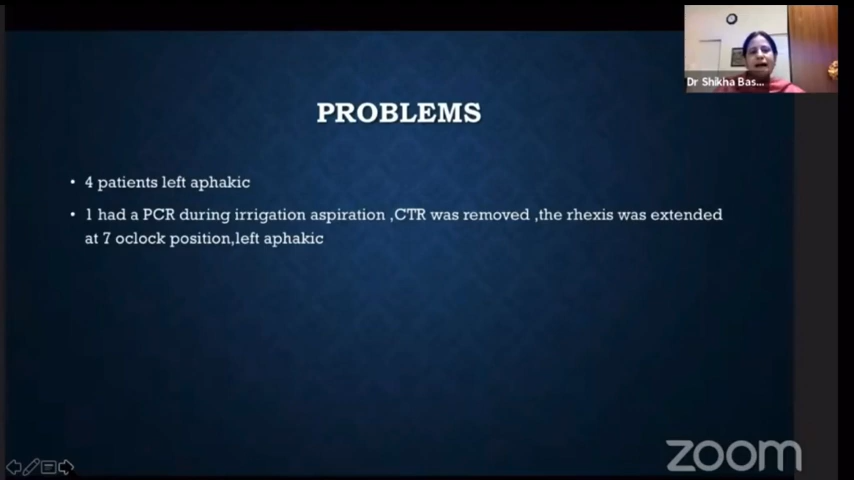 Dr Shikha Bas...
PROBLEMS
• 4 patients left aphakic
• 1 had a PCR during irrigation aspiration ,CTR was removed ,the rhexis was extended
at 7 oclock position,left aphakic
zoom